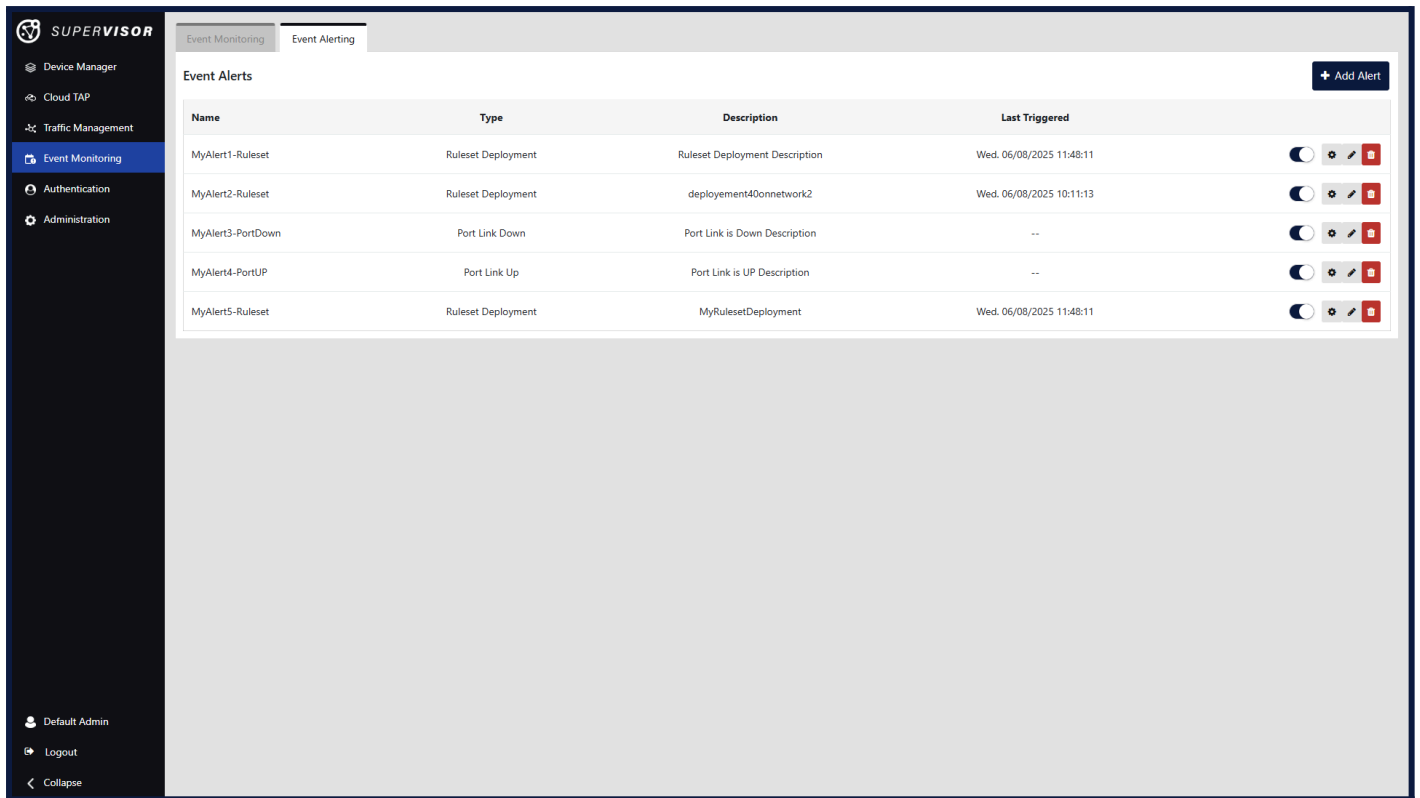 SUPERVISOR
Device Manager
Cloud TAP
Traffic Management
Event Monitoring
Authentication
Administration
Default Admin
Logout
Collapse
Event Monitoring Event Alerting
Event Alerts
Add Alert
Name Type Description Last Triggered
MyAlert1-Ruleset Ruleset Deployment Ruleset Deployment Description Wed. 06/08/2025 11:48:11
MyAlert2-Ruleset Ruleset Deployment deployement40onnetwork2 Wed. 06/08/2025 10:11:13
MyAlert3-PortDown Port Link Down Port Link is Down Description --
MyAlert4-PortUP Port Link Up Port Link is UP Description --
MyAlert5-Ruleset Ruleset Deployment MyRulesetDeployment Wed. 06/08/2025 11:48:11